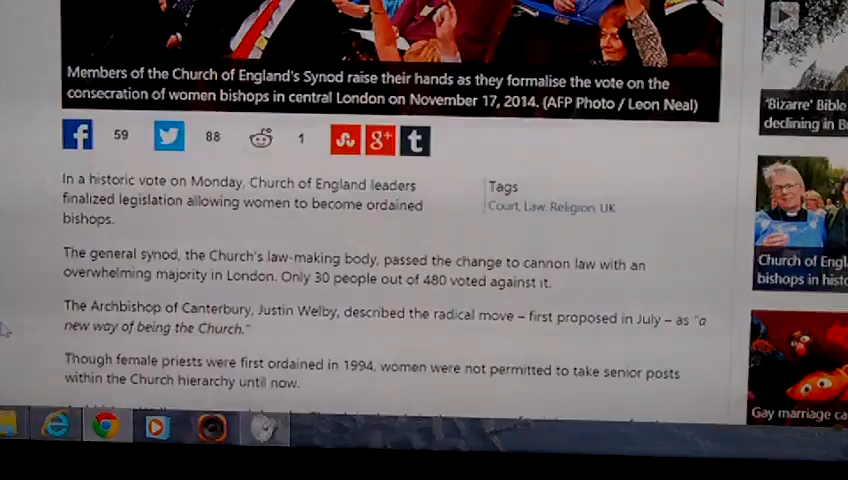 Members of the Church of England's Synod raise their hands as they formalise the vote on the
consecration of women bishops in central London on November 17, 2014. (AFP Photo / Leon Neal)
59
88
1
In a historic vote on Monday, Church of England leaders
finalized legislation allowing women to become ordained
bishops.
Tags
Court, Law, Religion, UK
The general synod, the Church's law-making body, passed the change to cannon law with an
overwhelming majority in London. Only 30 people out of 480 voted against it.
The Archbishop of Canterbury, Justin Welby, described the radical move – first proposed in July – as "a
new way of being the Church."
Though female priests were first ordained in 1994, women were not permitted to take senior posts
within the Church hierarchy until now.
'Bizarre' Bible
declining in
Church of
bishops in
Gay marriage